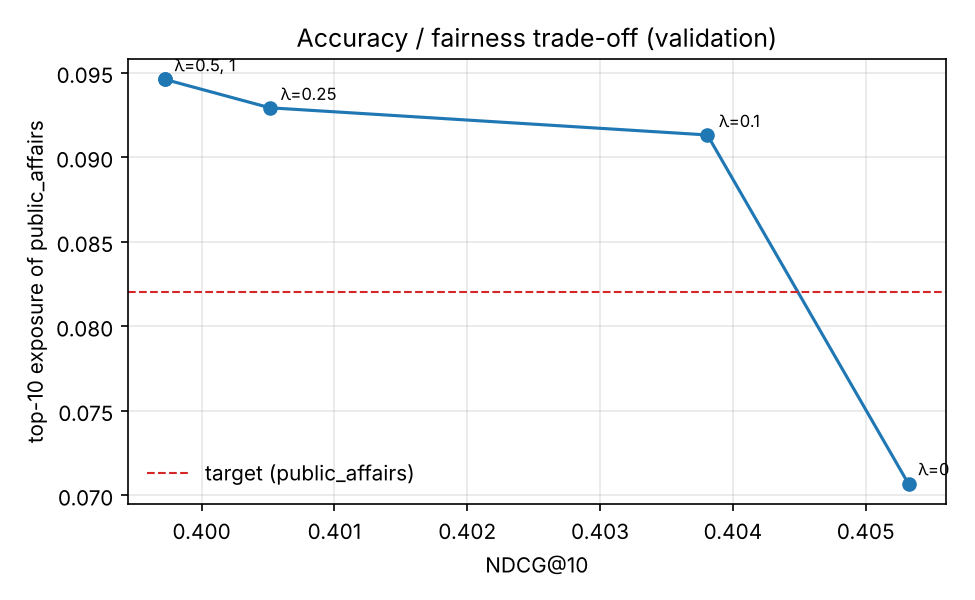 Accuracy / fairness trade-off (validation)
top-10 exposure of public_affairs
0.095
0.090
0.085
0.080
0.075
0.070
λ=0.5, 1
λ=0.25
λ=0.1
λ=0
target (public_affairs)
0.400 0.401 0.402 0.403 0.404 0.405
NDCG@10